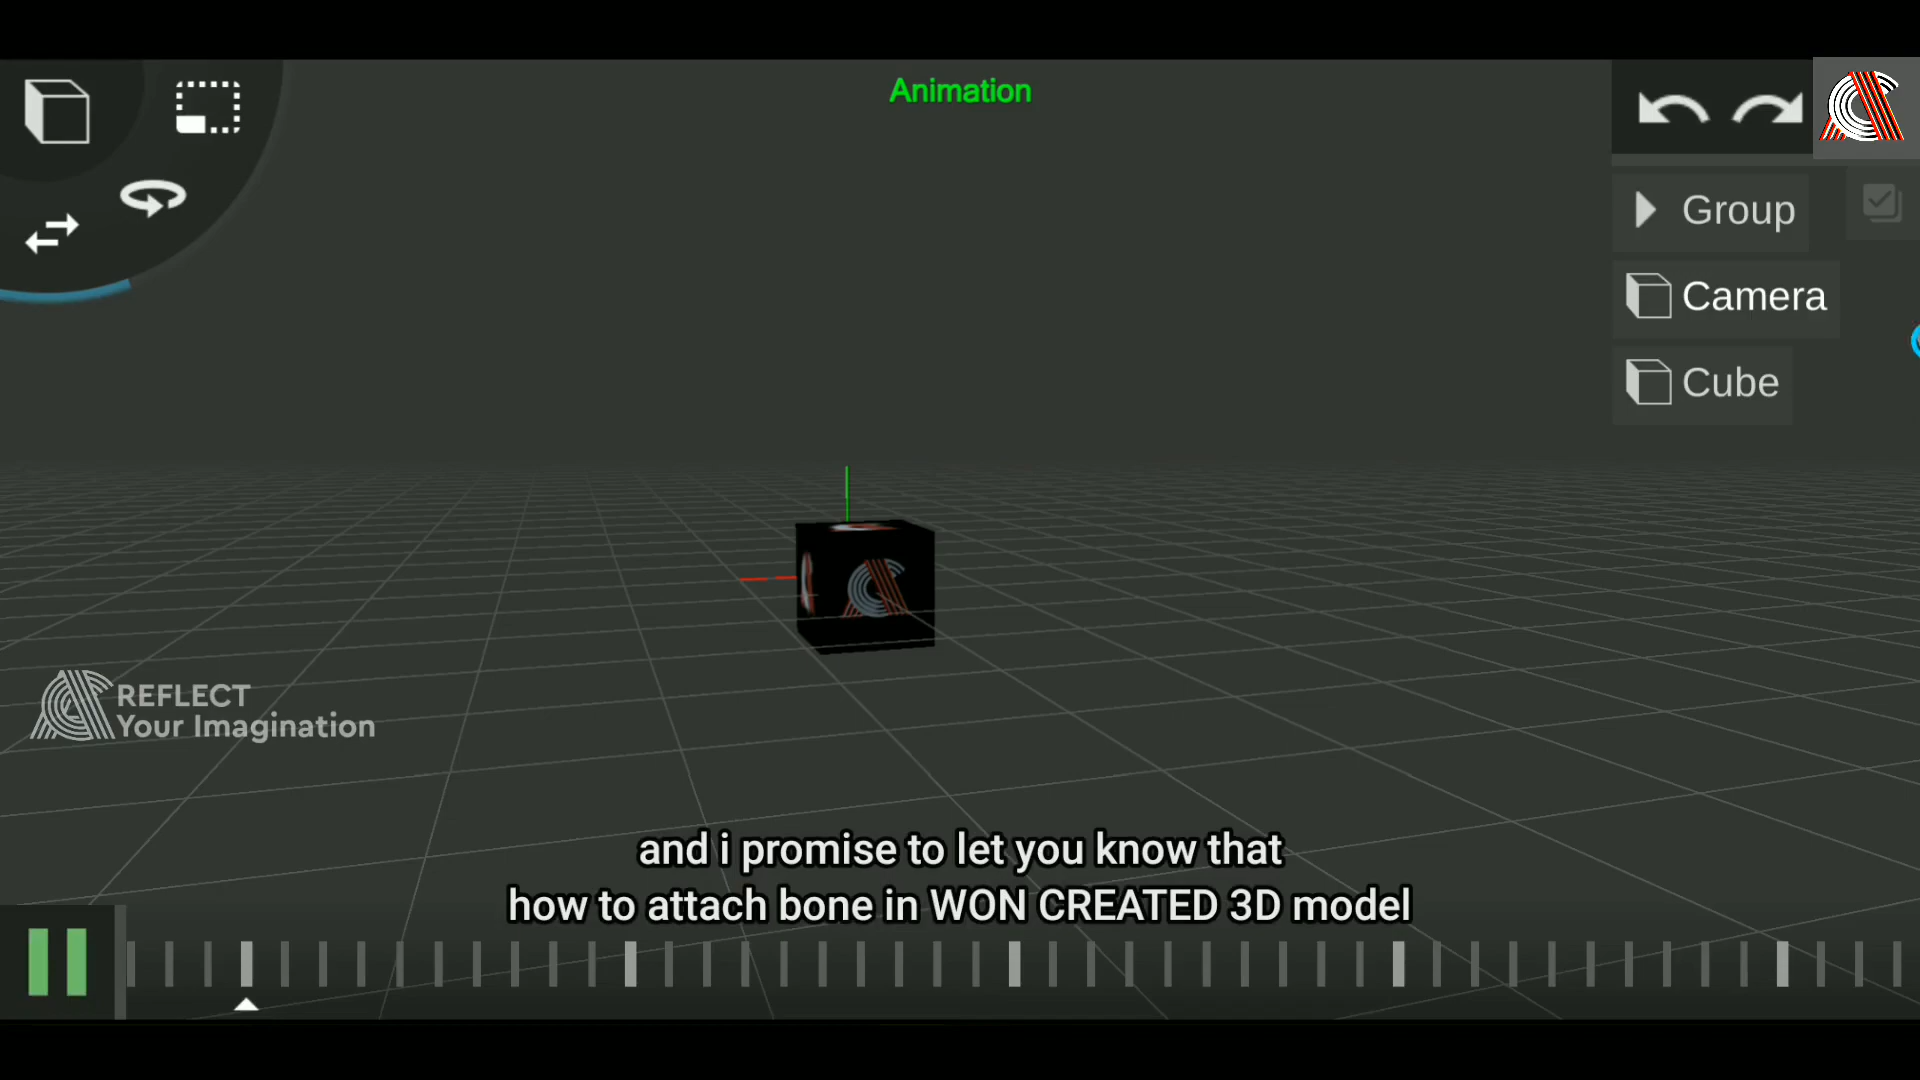 Animation
Group
Camera
Cube
REFLECT
Your Imagination
and i promise to let you know that
how to attach bone in WON CREATED 3D model